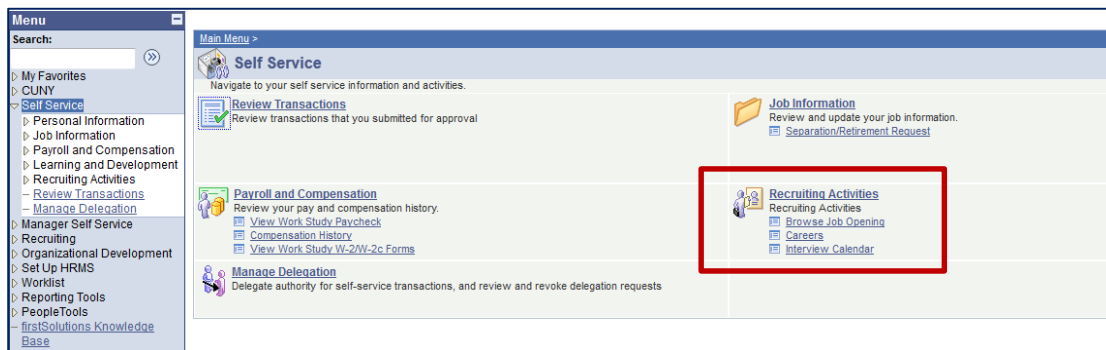 Menu
Search:
My Favorites
CUNY
Self Service
Personal Information
Job Information
Payroll and Compensation
Learning and Development
Recruiting Activities
Review Transactions
Manage Delegation
Manager Self Service
Recruiting
Organizational Development
Set Up HRMS
Worklist
Reporting Tools
PeopleTools
firstSolutions Knowledge
Base
Main Menu >
Self Service
Navigate to your self service information and activities.
Review Transactions
Review transactions that you submitted for approval
Job Information
Review and update your job information.
Separation/Retirement Request
Payroll and Compensation
Review your pay and compensation history.
View Work Study Paycheck
Compensation History
View Work Study W-2/W-2c Forms
Recruiting Activities
Recruiting Activities
Browse Job Opening
Careers
Interview Calendar
Manage Delegation
Delegate authority for self-service transactions, and review and revoke delegation requests